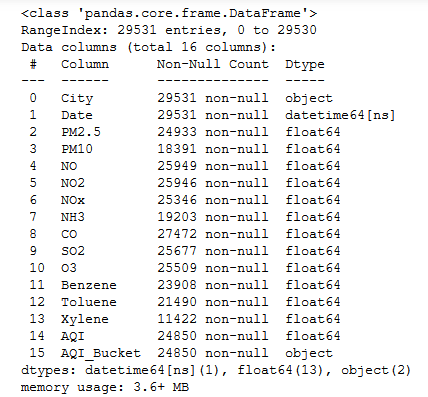 <class 'pandas.core.frame.DataFrame'>
RangeIndex: 29531 entries, 0 to 29530
Data columns (total 16 columns):
 #   Column      Non-Null Count  Dtype
---  ------      --------------  -----
 0   City        29531 non-null  object
 1   Date        29531 non-null  datetime64[ns]
 2   PM2.5       24933 non-null  float64
 3   PM10        18391 non-null  float64
 4   NO          25949 non-null  float64
 5   NO2         25946 non-null  float64
 6   NOx         25346 non-null  float64
 7   NH3         19203 non-null  float64
 8   CO          27472 non-null  float64
 9   SO2         25677 non-null  float64
 10  O3          25509 non-null  float64
 11  Benzene     23908 non-null  float64
 12  Toluene     21490 non-null  float64
 13  Xylene      11422 non-null  float64
 14  AQI         24850 non-null  float64
 15  AQI_Bucket  24850 non-null  object
dtypes: datetime64[ns](1), float64(13), object(2)
memory usage: 3.6+ MB